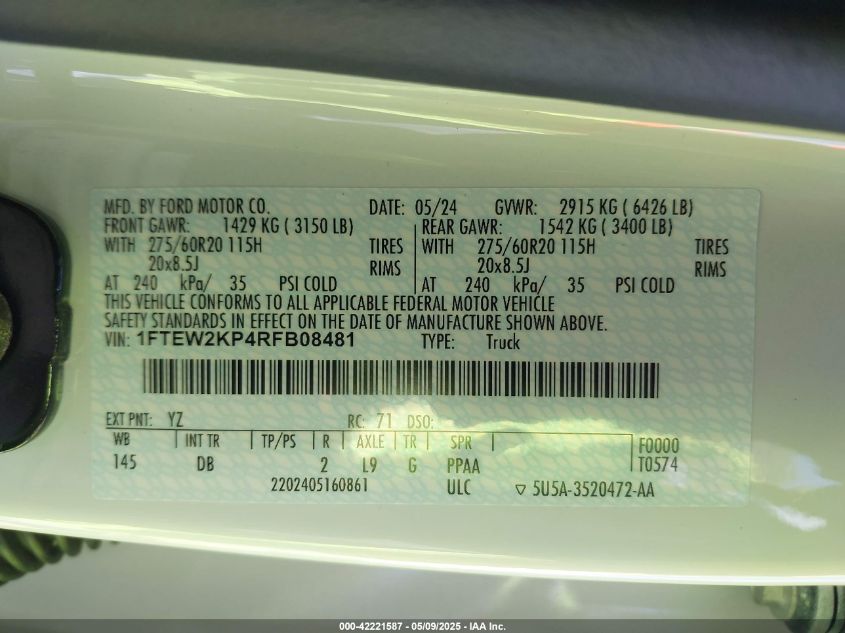 MFD. BY FORD MOTOR CO. DATE: 05/24 GVWR: 2915 KG ( 6426 LB)
FRONT GAWR: 1429 KG ( 3150 LB) REAR GAWR: 1542 KG ( 3400 LB)
WITH 275/60R20 115H TIRES WITH 275/60R20 115H TIRES
20x8.5J RIMS 20x8.5J RIMS
AT 240 kPa/ 35 PSI COLD AT 240 kPa/ 35 PSI COLD
THIS VEHICLE CONFORMS TO ALL APPLICABLE FEDERAL MOTOR VEHICLE
SAFETY STANDARDS IN EFFECT ON THE DATE OF MANUFACTURE SHOWN ABOVE.
VIN: 1FTEW2KP4RFB08481 TYPE: Truck
EXT PNT: YZ RC: 71 DSO:
WB INT TR TP/PS R AXLE TR SPR F0000
145 DB 2 L9 G PPAA T0574
2202405160861 ULC ▽ 5U5A-3520472-AA
000-42221587 - 05/09/2025 - IAA Inc.